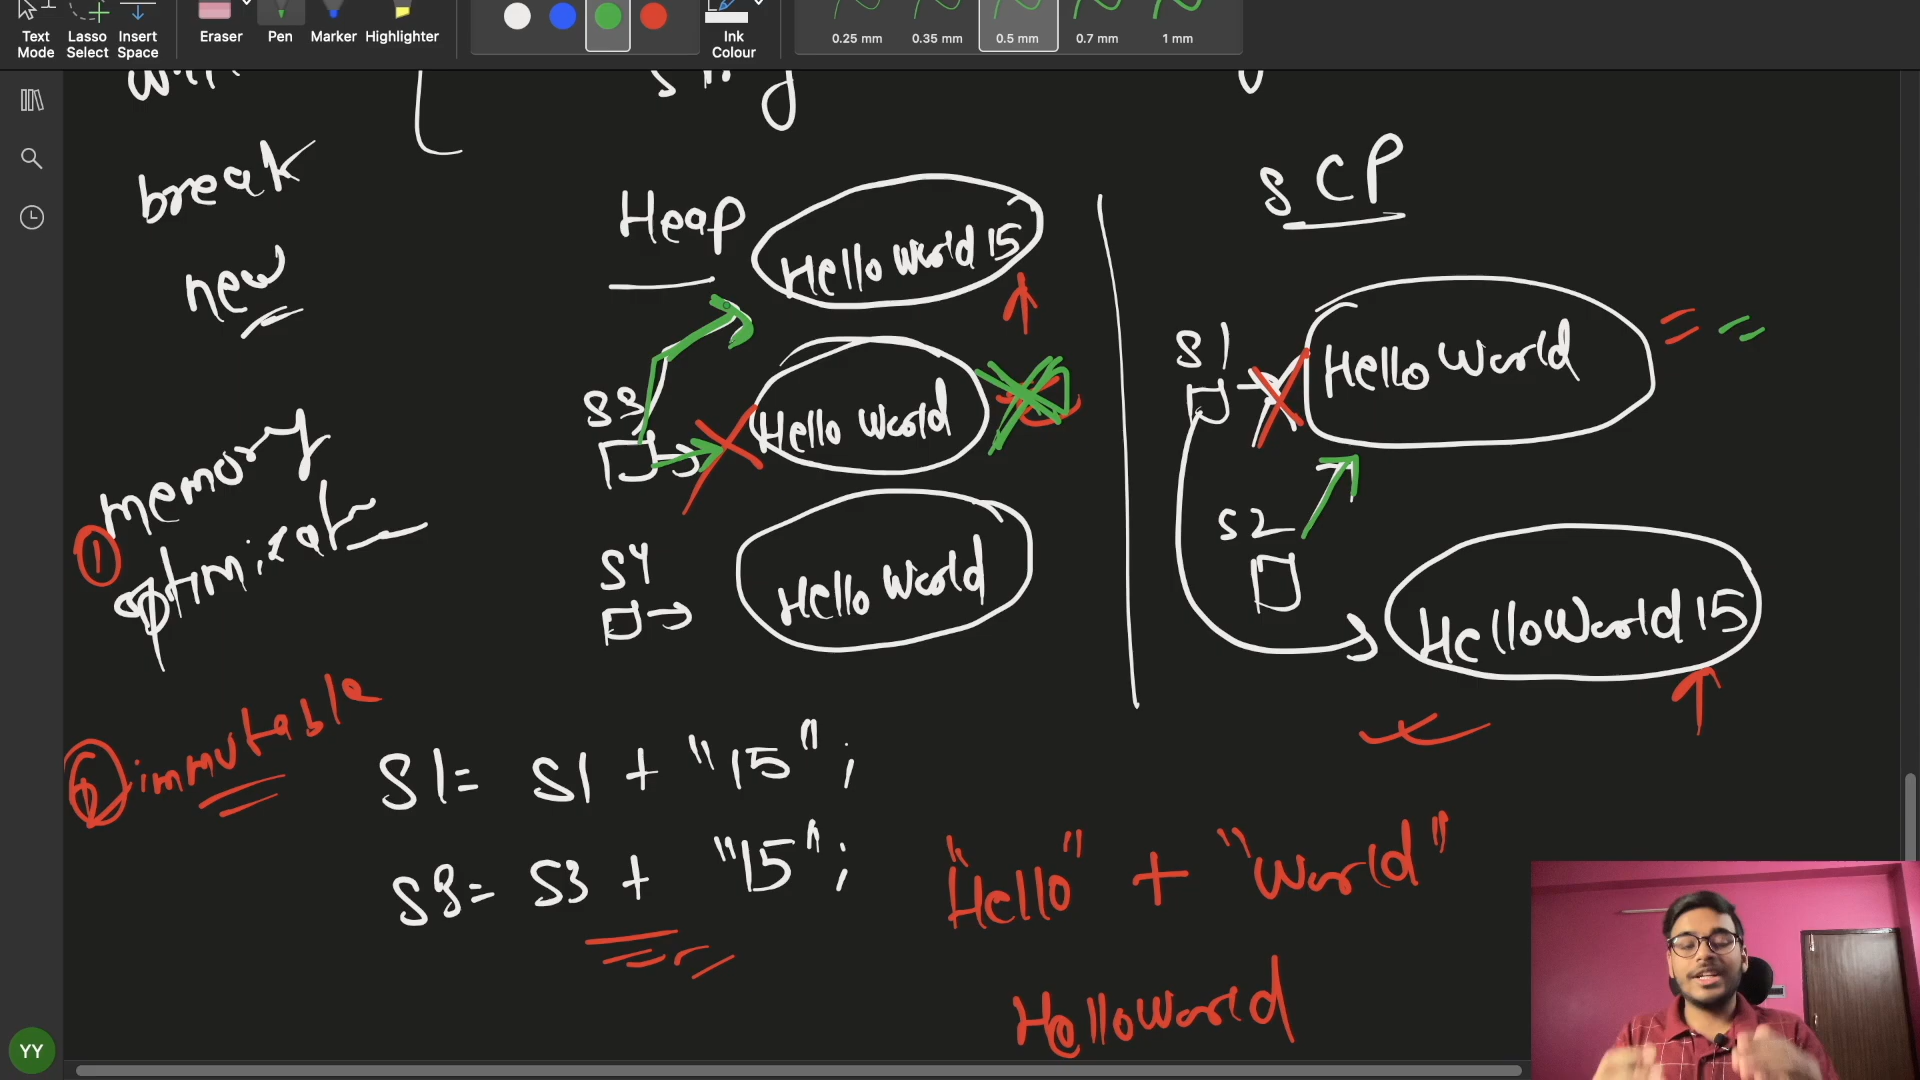 Text Mode
Lasso Select
Insert Space
Eraser
Pen
Marker
Highlighter
Ink Colour
0.25 mm
0.35 mm
0.5 mm
0.7 mm
1 mm
break
new
memory
immutable
Heap
Hello World 15
S3
Hello World
S4
Hello World
SCP
S1
Hello World
S2
Hello World 15
S1 = S1 + "15";
S3 = S3 + "15";
"Hello" + "World"
HelloWorld
1
2
YY